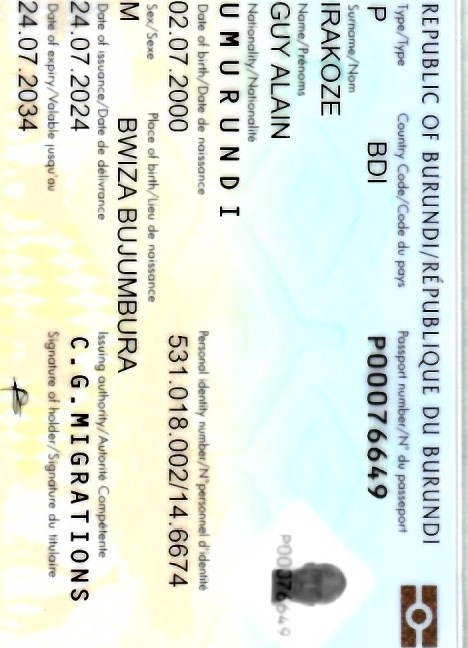 REPUBLIC OF BURUNDI/RÉPUBLIQUE DU BURUNDI
Type/Type Country Code/Code du pays Passport number/N° du passeport
P BDI P00076649
Surname/Nom
IRAKOZE
Name/Prénoms
GUY ALAIN
Nationality/Nationalité
UMURUNDI
Date of birth/Date de naissance Personal identity number/N°personnel d'identité
02.07.2000 531.018.002/14.6674
Sex/Sexe Place of birth/Lieu de naissance
M BWIZA BUJUMBURA
Date of issuance/Date de délivrance Issuing authority/Autorité Compétente
24.07.2024 C.G.MIGRATIONS
Date of expiry/Valable jusqu'au Signature of holder/Signature du titulaire
24.07.2034
P00076649